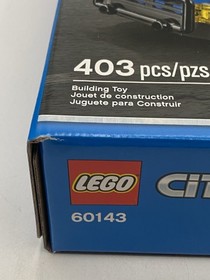 403 pcs/pzs
Building Toy
Jouet de construction
Juguete para Construir
LEGO
CIT
60143